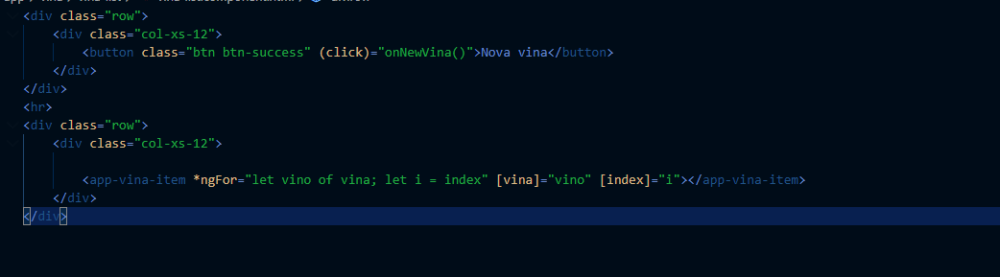 <div class="row">
<div class="col-xs-12">
<button class="btn btn-success" (click)="onNewVina()">Nova vina</button>
</div>
</div>
<hr>
<div class="row">
<div class="col-xs-12">
<app-vina-item *ngFor="let vino of vina; let i = index" [vina]="vino" [index]="i"></app-vina-item>
</div>
</div>